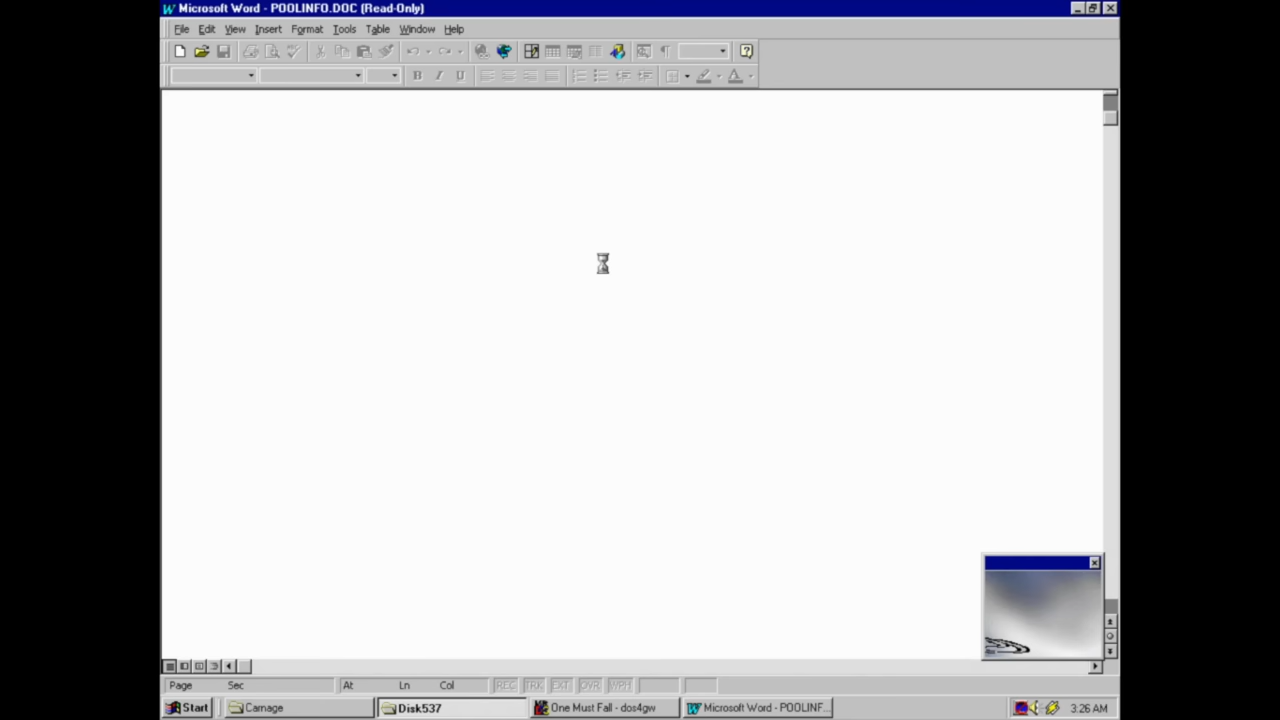 Microsoft Word - POOLINFO.DOC (Read-Only)
File Edit View Insert Format Tools Table Window Help
B I U A
Page Sec At Ln Col REC TRK EXT OVR WPH
Start Carnage Disk537 One Must Fall - dos4gw Microsoft Word - POOLINF... 3:26 AM